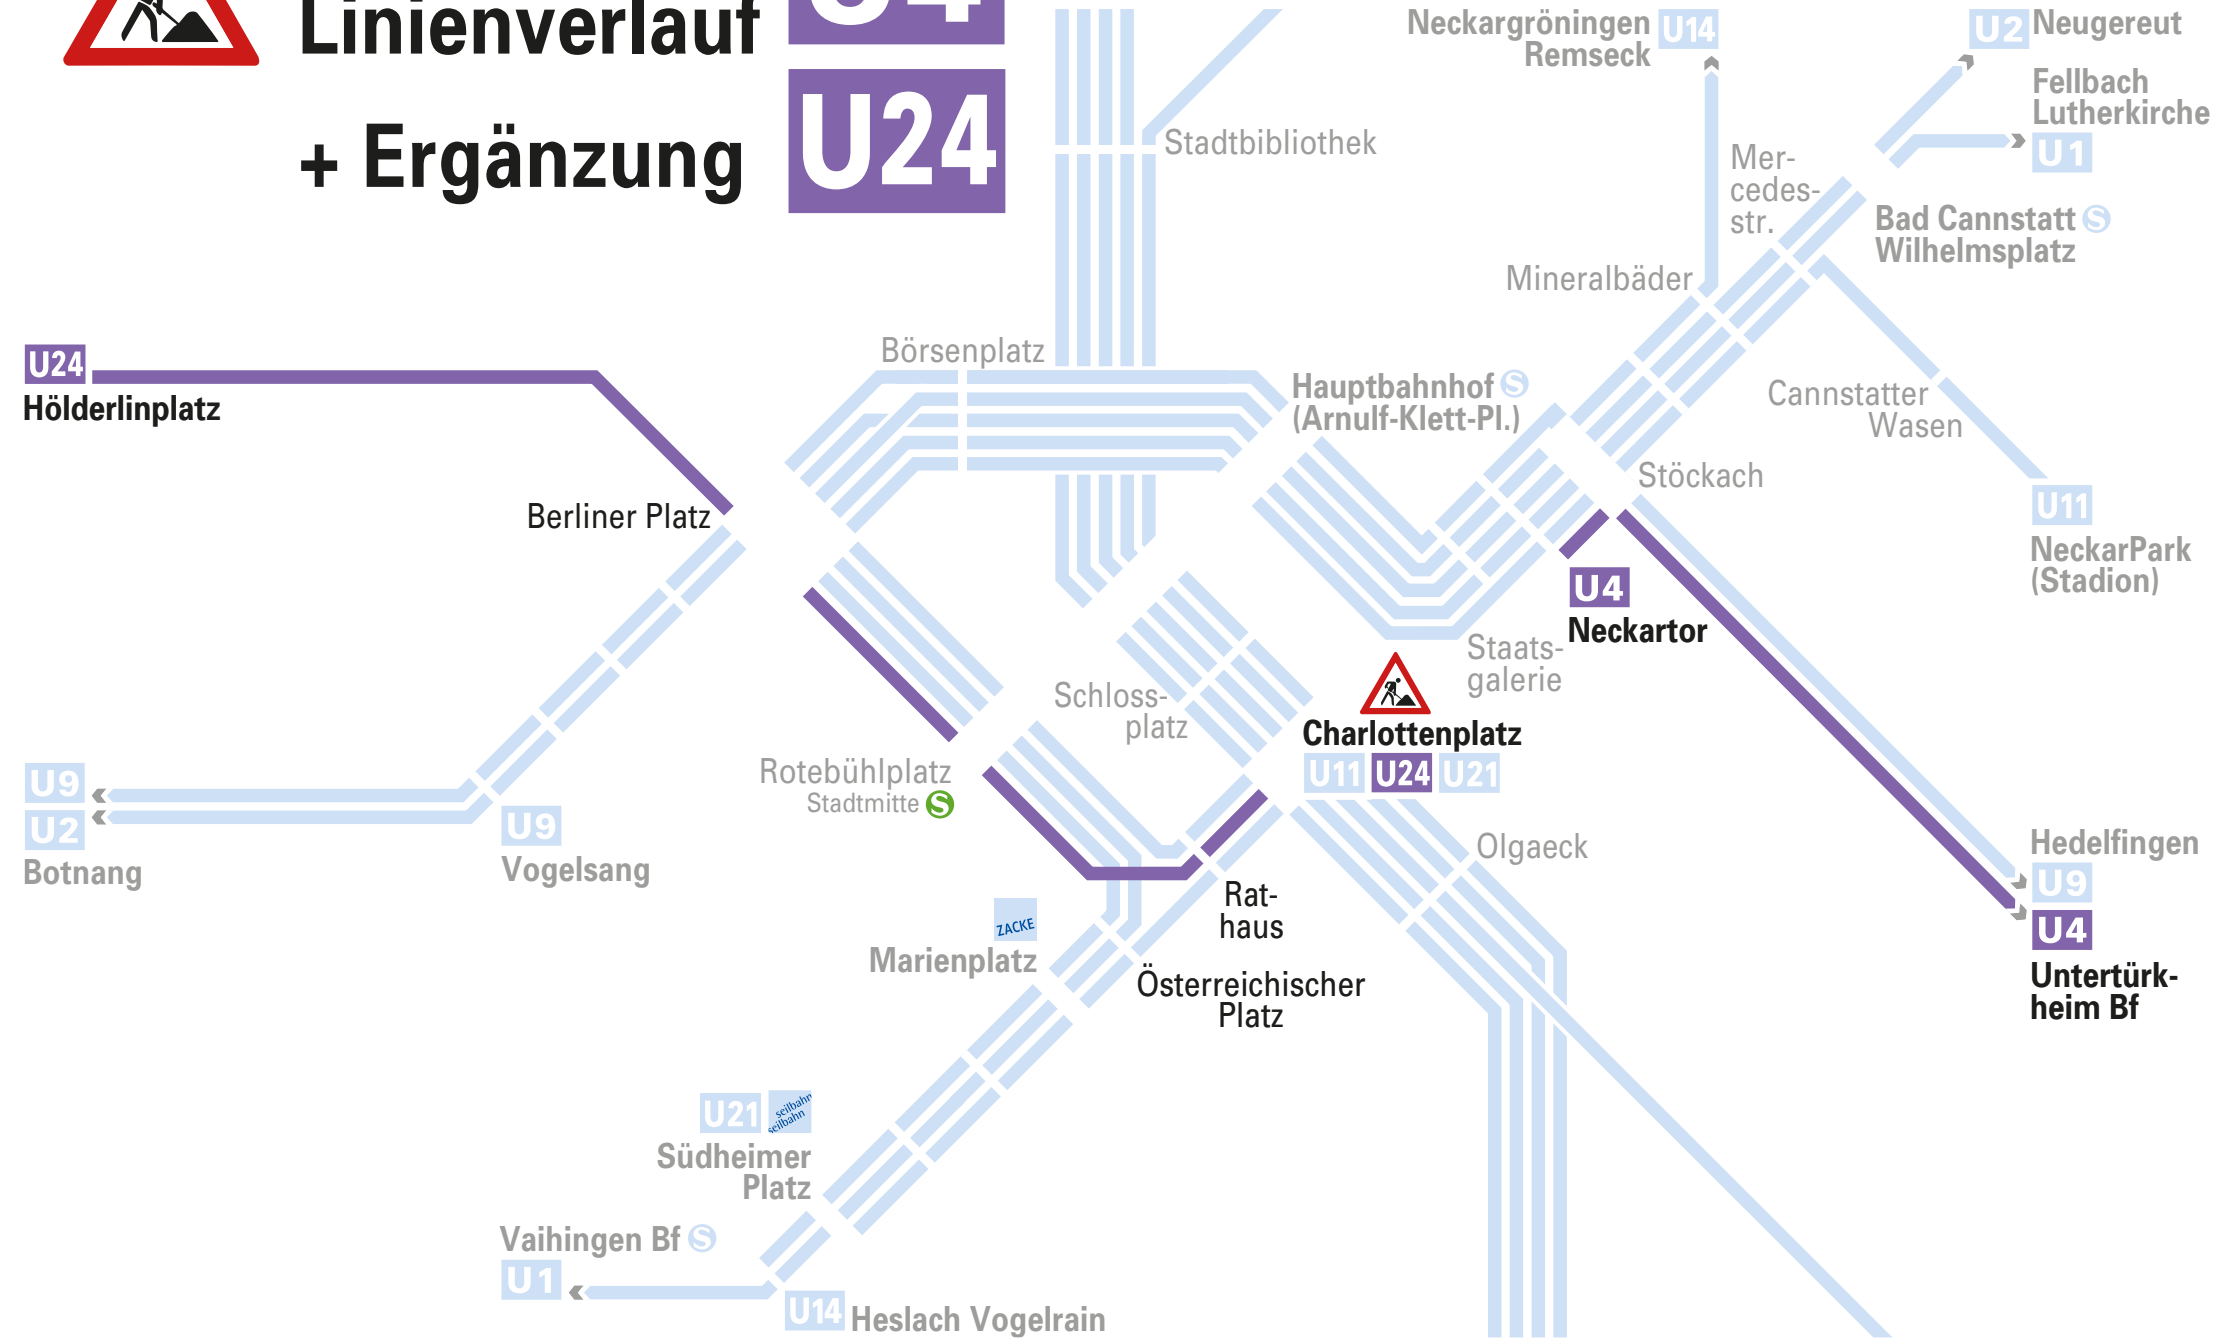 Linienverlauf U4
+ Ergänzung U24
Neckargröningen U14
Remseck
U2 Neugereut
Fellbach
Lutherkirche
U1
Stadtbibliothek
Mer-
cedes-
str.
Bad Cannstatt S
Wilhelmsplatz
Mineralbäder
U24
Hölderlinplatz
Börsenplatz
Hauptbahnhof S
(Arnulf-Klett-Pl.)
Cannstatter
Wasen
Stöckach
Berliner Platz
U11
NeckarPark
(Stadion)
U4
Neckartor
Staats-
galerie
Schloss-
platz
Charlottenplatz
U11 U24 U21
Rotebühlplatz
Stadtmitte S
U9
U2
Botnang
U9
Vogelsang
Olgaeck
Hedelfingen
U9
U4
Untertürk-
heim Bf
Rat-
haus
ZACKE
Marienplatz
Österreichischer
Platz
U21
seilbahn
seilbahn
Südheimer
Platz
Vaihingen Bf S
U1
U14 Heslach Vogelrain